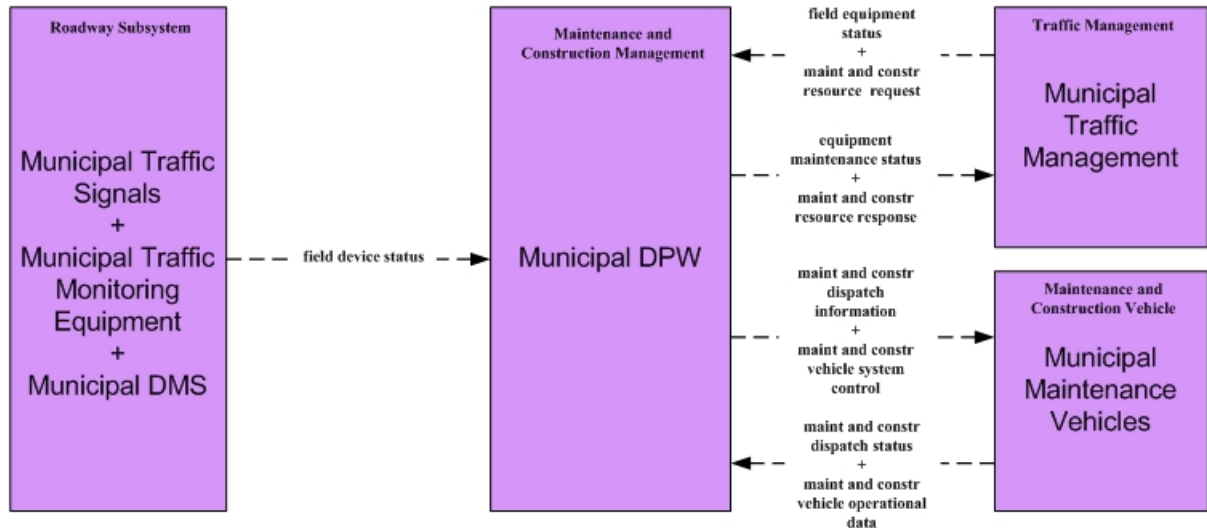 Roadway Subsystem
Municipal Traffic
Signals
+
Municipal Traffic
Monitoring
Equipment
+
Municipal DMS
field device status
Maintenance and
Construction Management
Municipal DPW
field equipment
status
+
maint and constr
resource request
equipment
maintenance status
+
maint and constr
resource response
maint and constr
dispatch
information
+
maint and constr
vehicle system
control
maint and constr
dispatch status
+
maint and constr
vehicle operational
data
Traffic Management
Municipal
Traffic
Management
Maintenance and
Construction Vehicle
Municipal
Maintenance
Vehicles